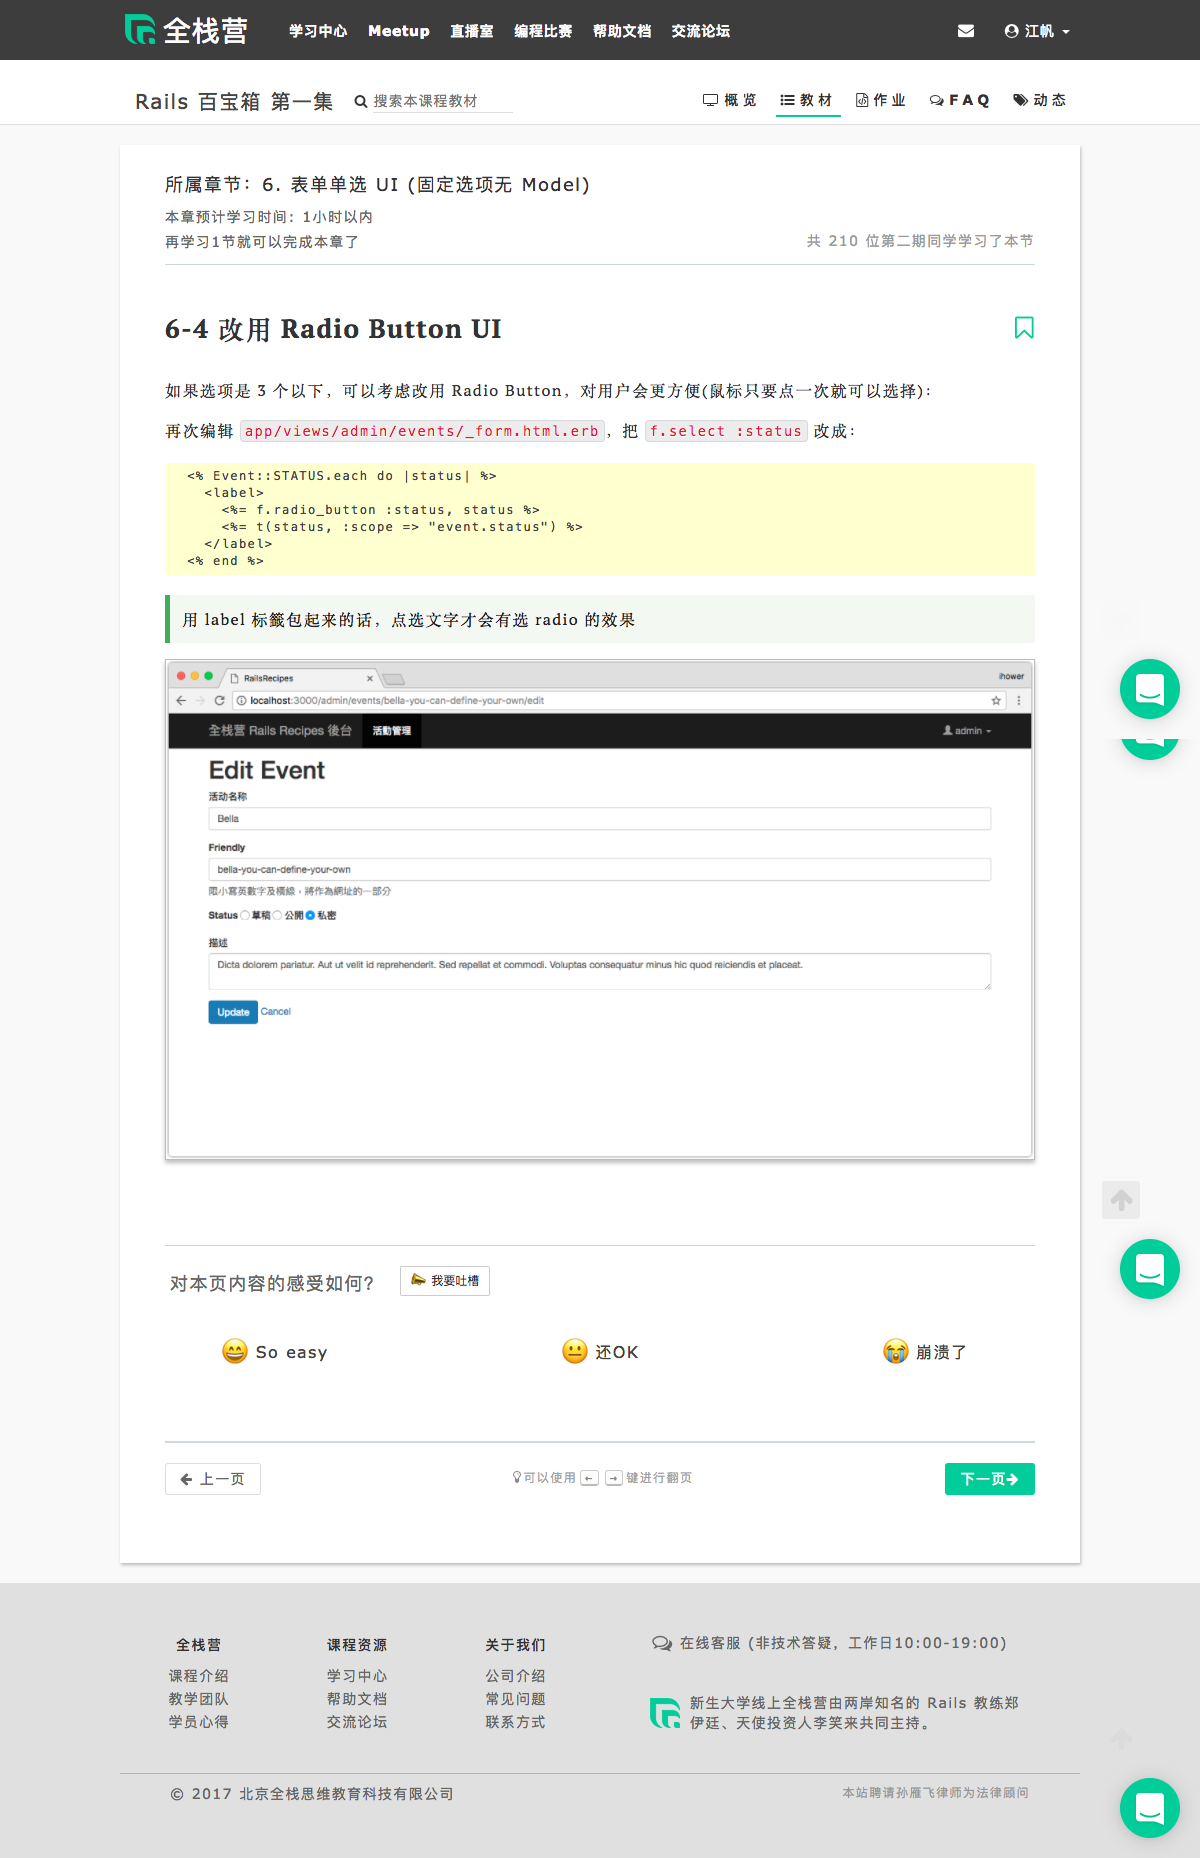 全栈营 学习中心 Meetup 直播室 编程比赛 帮助文档 交流论坛 江帆
Rails 百宝箱 第一集 搜索本课程教材 概览 教材 作业 FAQ 动态
所属章节：6. 表单单选 UI (固定选项无 Model)
本章预计学习时间：1小时以内
再学习1节就可以完成本章了 共 210 位第二期同学学习了本节
6-4 改用 Radio Button UI
如果选项是 3 个以下，可以考虑改用 Radio Button，对用户会更方便(鼠标只要点一次就可以选择)：
再次编辑 app/views/admin/events/_form.html.erb，把 f.select :status 改成：
<% Event::STATUS.each do |status| %>
<label>
<%= f.radio_button :status, status %>
<%= t(status, :scope => "event.status") %>
</label>
<% end %>
用 label 标籤包起来的话，点选文字才会有选 radio 的效果
RailsRecipes ihower
localhost:3000/admin/events/bella-you-can-define-your-own/edit
全栈营 Rails Recipes 後台 活動管理 admin
Edit Event
活动名称
Bella
Friendly
bella-you-can-define-your-own
限小寫英數字及橫線，將作為網址的一部分
Status 草稿 公開 私密
描述
Dicta dolorem pariatur. Aut ut velit id reprehenderit. Sed repellat et commodi. Voluptas consequatur minus hic quod reiciendis et placeat.
Update Cancel
对本页内容的感受如何？ 我要吐槽
So easy 还OK 崩溃了
上一页 可以使用 ← → 键进行翻页 下一页
全栈营 课程资源 关于我们 在线客服 (非技术答疑，工作日10:00-19:00)
课程介绍 学习中心 公司介绍
教学团队 帮助文档 常见问题
学员心得 交流论坛 联系方式
新生大学线上全栈营由两岸知名的 Rails 教练郑
伊廷、天使投资人李笑来共同主持。
© 2017 北京全栈思维教育科技有限公司 本站聘请孙雁飞律师为法律顾问